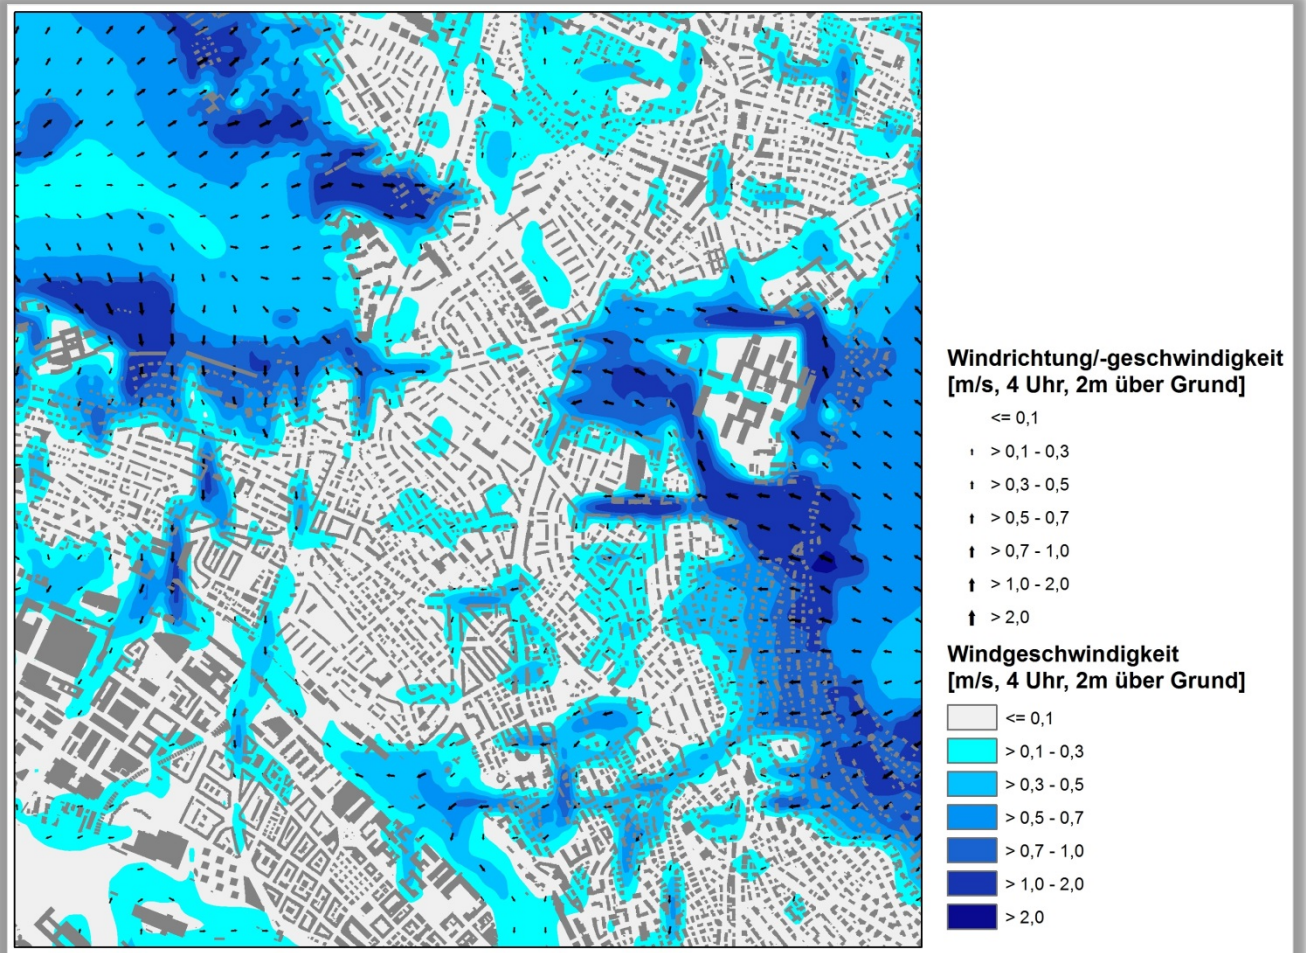 Windrichtung/-geschwindigkeit
[m/s, 4 Uhr, 2m über Grund]
<= 0,1
> 0,1 - 0,3
> 0,3 - 0,5
> 0,5 - 0,7
> 0,7 - 1,0
> 1,0 - 2,0
> 2,0
Windgeschwindigkeit
[m/s, 4 Uhr, 2m über Grund]
<= 0,1
> 0,1 - 0,3
> 0,3 - 0,5
> 0,5 - 0,7
> 0,7 - 1,0
> 1,0 - 2,0
> 2,0